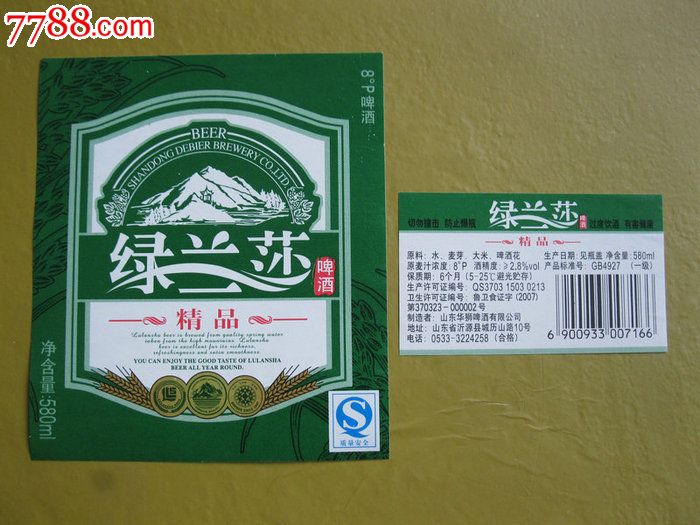 7788.com
中国收藏热线
8°P啤酒
BEER
SHANDONG DEBIER BREWERY CO.,LTD
绿兰莎
啤酒
精品
Lulansha beer is brewed from quality spring water
taken from the high mountains. Lulansha
beer is excellent for its richness,
refreshingness and satin smoothness.
YOU CAN ENJOY THE GOOD TASTE OF LULANSHA
BEER ALL YEAR ROUND.
净含量:580ml
质量安全
切勿撞击 防止爆瓶 绿兰莎 啤酒 过度饮酒 有害健康
精品
原料：水、麦芽、大米、啤酒花
原麦汁浓度：8°P 酒精度：≥2.8%vol
保质期：6个月（5-25℃避光贮存）
生产许可证编号：QS3703 1503 0213
卫生许可证编号：鲁卫食证字（2007）
第370323-000002号
制造者：山东华狮啤酒有限公司
地址：山东省沂源县城历山路10号
电话：0533-3224258（合格）
生产日期：见瓶盖 净含量：580ml
产品标准号：GB4927 （一级）
6 900933 007166